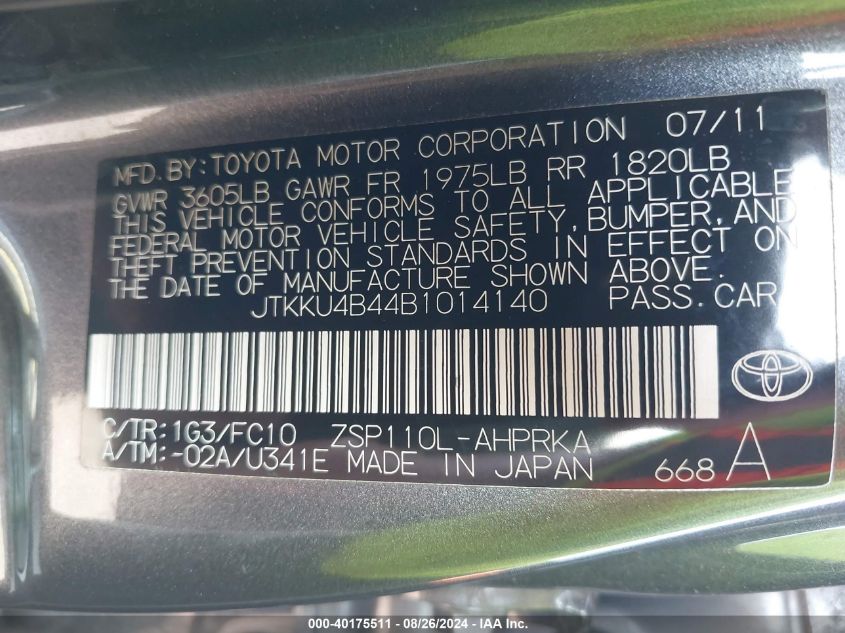 MFD. BY: TOYOTA MOTOR CORPORATION 07/11
GVWR 3605LB GAWR FR 1975LB RR 1820LB
THIS VEHICLE CONFORMS TO ALL APPLICABLE
FEDERAL MOTOR VEHICLE SAFETY, BUMPER, AND
THEFT PREVENTION STANDARDS IN EFFECT ON
THE DATE OF MANUFACTURE SHOWN ABOVE.
JTKKU4B44B1014140 PASS. CAR
C/TR: 1G3/FC10 ZSP110L-AHPRKA
A/TM: -02A/U341E MADE IN JAPAN 668 A
000-40175511 - 08/26/2024 - IAA Inc.